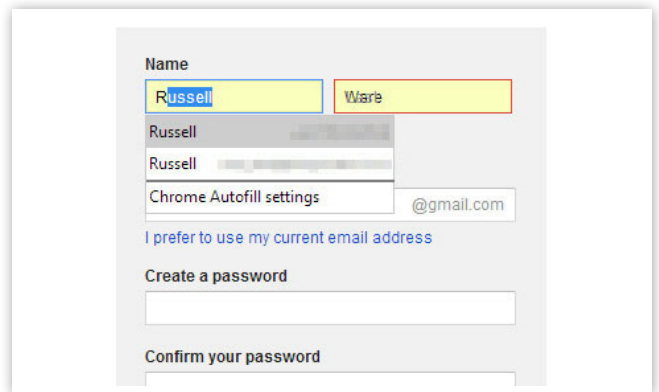 Name
Russell
Russell
Russell
Chrome Autofill settings
@gmail.com
I prefer to use my current email address
Create a password
Confirm your password